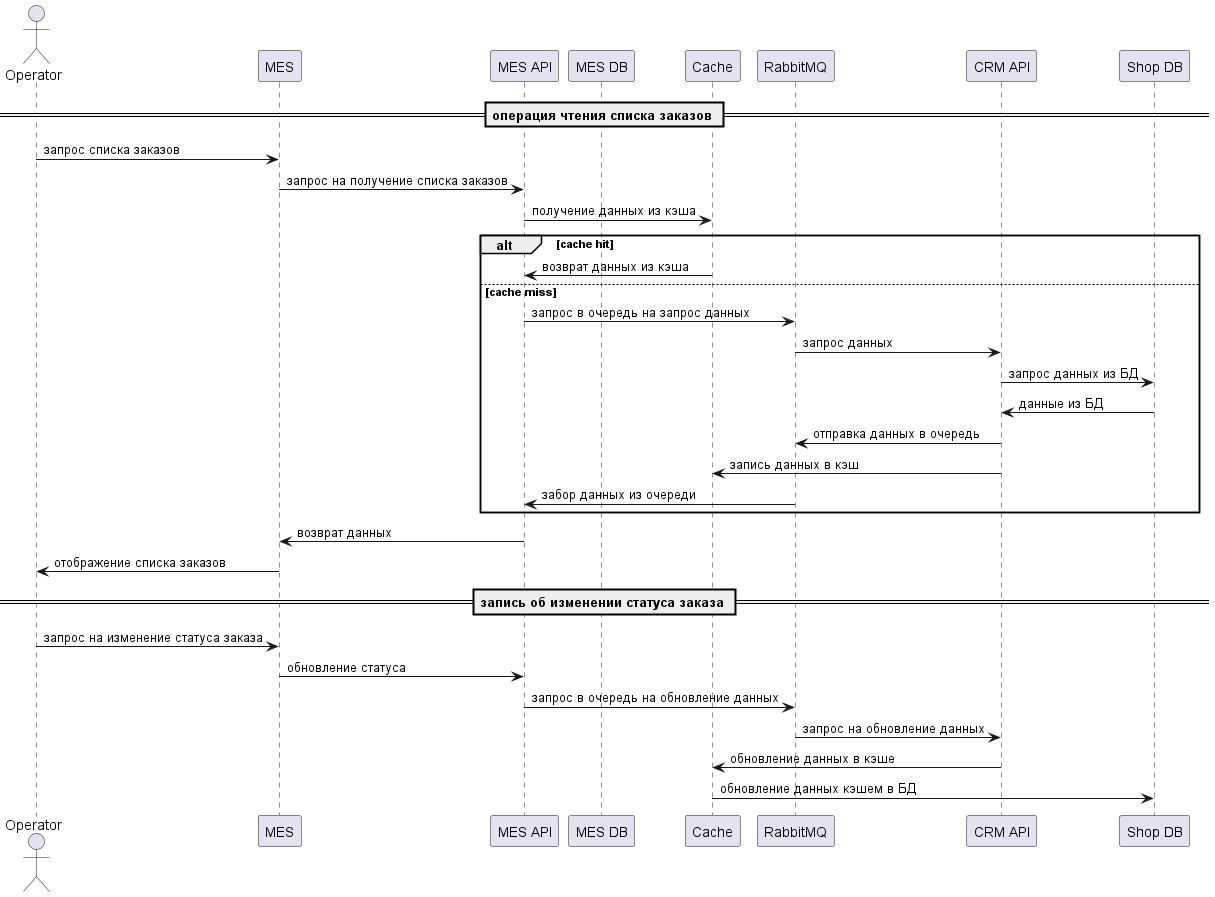 Operator
MES
MES API
MES DB
Cache
RabbitMQ
CRM API
Shop DB
операция чтения списка заказов
запрос списка заказов
запрос на получение списка заказов
получение данных из кэша
alt
[cache hit]
возврат данных из кэша
[cache miss]
запрос в очередь на запрос данных
запрос данных
запрос данных из БД
данные из БД
отправка данных в очередь
запись данных в кэш
забор данных из очереди
возврат данных
отображение списка заказов
запись об изменении статуса заказа
запрос на изменение статуса заказа
обновление статуса
запрос в очередь на обновление данных
запрос на обновление данных
обновление данных в кэше
обновление данных кэшем в БД
Operator
MES
MES API
MES DB
Cache
RabbitMQ
CRM API
Shop DB